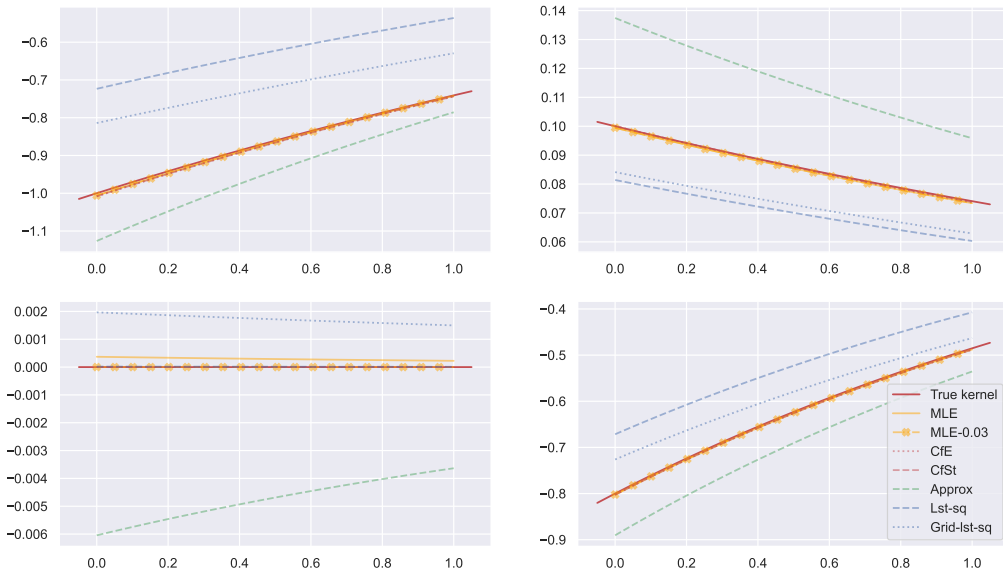 −0.6
−0.7
−0.8
−0.9
−1.0
−1.1
0.0 0.2 0.4 0.6 0.8 1.0
0.14
0.13
0.12
0.11
0.10
0.09
0.08
0.07
0.06
0.0 0.2 0.4 0.6 0.8 1.0
0.002
0.001
0.000
−0.001
−0.002
−0.003
−0.004
−0.005
−0.006
0.0 0.2 0.4 0.6 0.8 1.0
−0.4
−0.5
−0.6
−0.7
−0.8
−0.9
0.0 0.2 0.4 0.6 0.8 1.0
True kernel
MLE
MLE-0.03
CfE
CfSt
Approx
Lst-sq
Grid-lst-sq